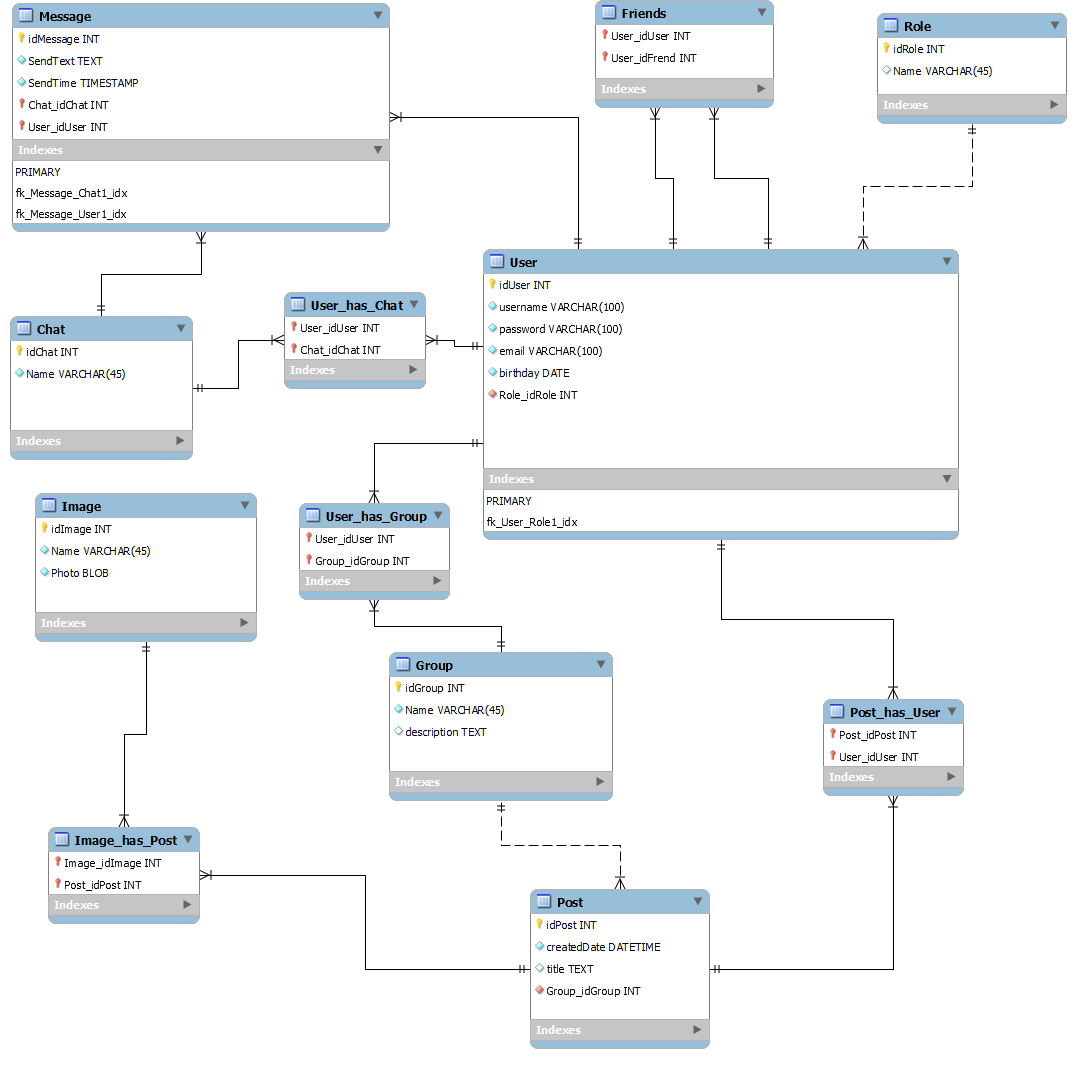 Message
idMessage INT
SendText TEXT
SendTime TIMESTAMP
Chat_idChat INT
User_idUser INT
Indexes
PRIMARY
fk_Message_Chat1_idx
fk_Message_User1_idx
Friends
User_idUser INT
User_idFrend INT
Indexes
Role
idRole INT
Name VARCHAR(45)
Indexes
Chat
idChat INT
Name VARCHAR(45)
Indexes
User_has_Chat
User_idUser INT
Chat_idChat INT
Indexes
User
idUser INT
username VARCHAR(100)
password VARCHAR(100)
email VARCHAR(100)
birthday DATE
Role_idRole INT
Indexes
PRIMARY
fk_User_Role1_idx
Image
idImage INT
Name VARCHAR(45)
Photo BLOB
Indexes
User_has_Group
User_idUser INT
Group_idGroup INT
Indexes
Group
idGroup INT
Name VARCHAR(45)
description TEXT
Indexes
Post_has_User
Post_idPost INT
User_idUser INT
Indexes
Image_has_Post
Image_idImage INT
Post_idPost INT
Indexes
Post
idPost INT
createdDate DATETIME
title TEXT
Group_idGroup INT
Indexes